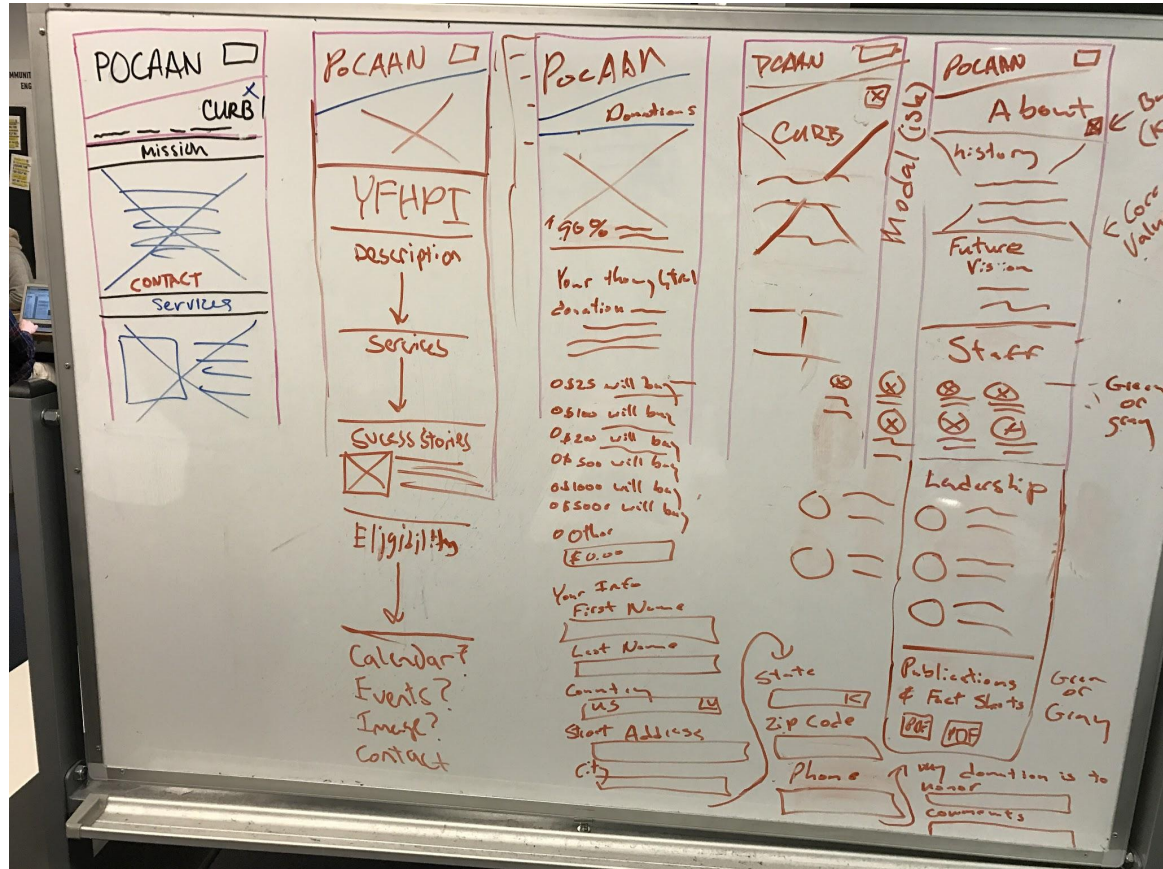 POCAAN
CURB
Mission
CONTACT
Services
POCAAN
YFHPI
Description
Services
Sucess Stories
Calendar?
Events?
Image?
Contact
POCAAN
Donations
90%
Your thoughtful
donation
o $25 will buy
o $100 will buy
o $200 will buy
o $500 will buy
o $1000 will buy
o $5000 will buy
o Other
$0.00
Your Info
First Name
Last Name
Country
US
City
State
Zip Code
Phone
My donation is to
honor
comments
POCAAN
CURB
Modal
POCAAN
About
history
Future
Vision
Staff
Green
or
gray
Leadership
Publications
& Fact Sheets
PDF PDF
Green
or
Gray
Core